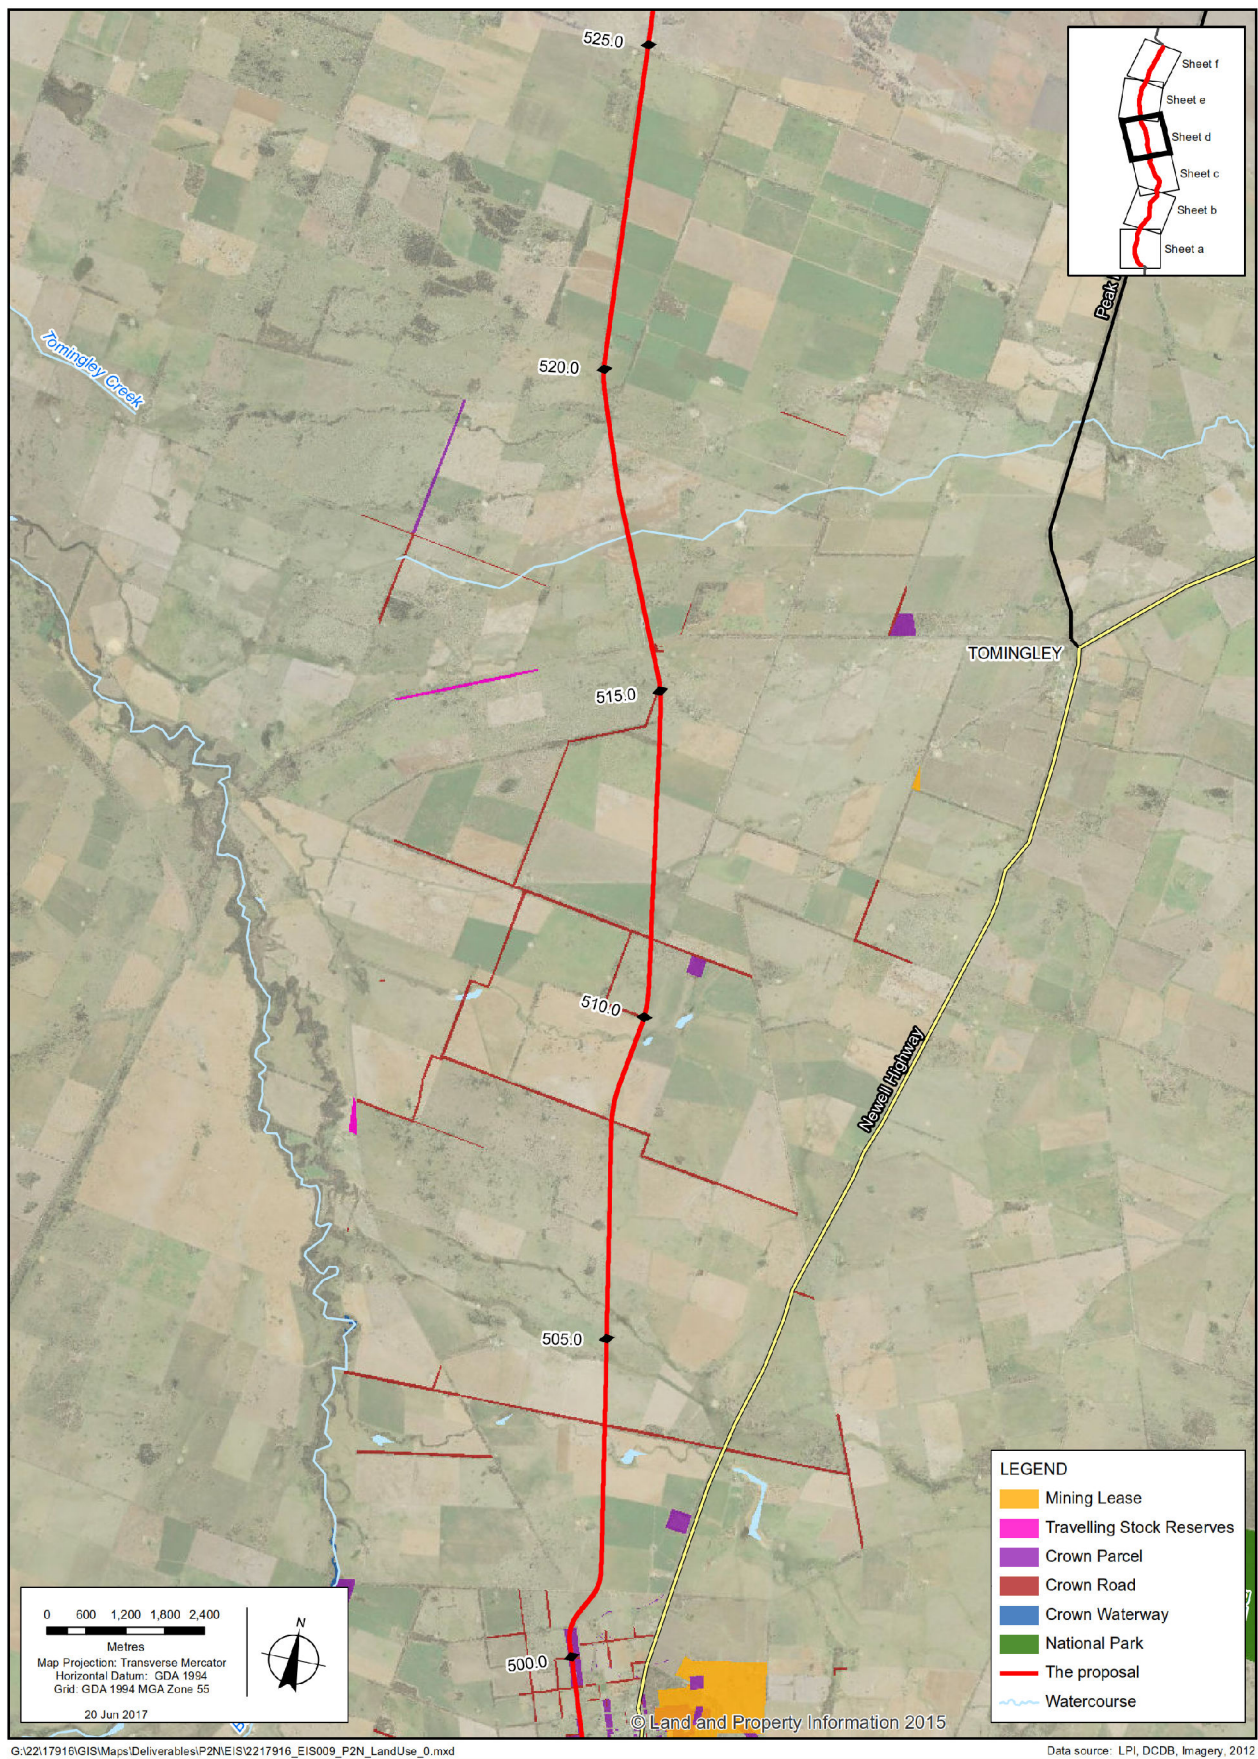 525.0
Sheet f
Sheet e
Sheet d
Sheet c
Sheet b
Sheet a
Peak
Tomingley Creek
520.0
TOMINGLEY
515.0
510.0
Newell Highway
505.0
500.0
LEGEND
Mining Lease
Travelling Stock Reserves
Crown Parcel
Crown Road
Crown Waterway
National Park
The proposal
Watercourse
0 600 1,200 1,800 2,400
Metres
Map Projection: Transverse Mercator
Horizontal Datum: GDA 1994
Grid: GDA 1994 MGA Zone 55
20 Jun 2017
N
© Land and Property Information 2015
G:\22\17916\GIS\Maps\Deliverables\P2N\EIS\2217916_EIS009_P2N_LandUse_0.mxd
Data source: LPI, DCDB, Imagery, 2012